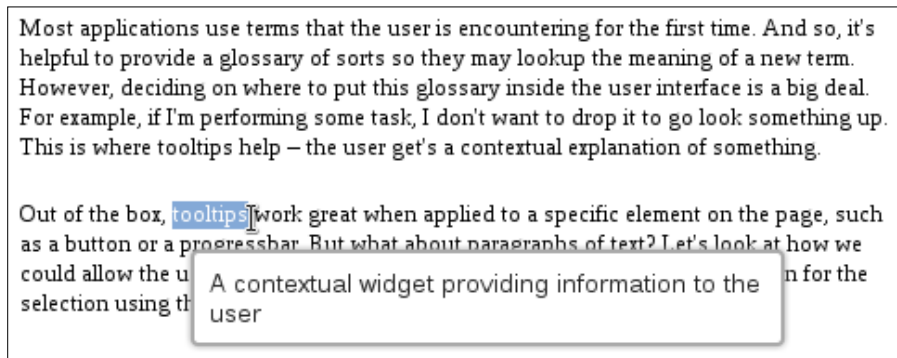 Most applications use terms that the user is encountering for the first time. And so, it's
helpful to provide a glossary of sorts so they may lookup the meaning of a new term.
However, deciding on where to put this glossary inside the user interface is a big deal.
For example, if I'm performing some task, I don't want to drop it to go look something up.
This is where tooltips help – the user get's a contextual explanation of something.
Out of the box, tooltips work great when applied to a specific element on the page, such
as a button or a progressbar. But what about paragraphs of text? Let's look at how we
could allow the u n for the
selection using th
A contextual widget providing information to the
user